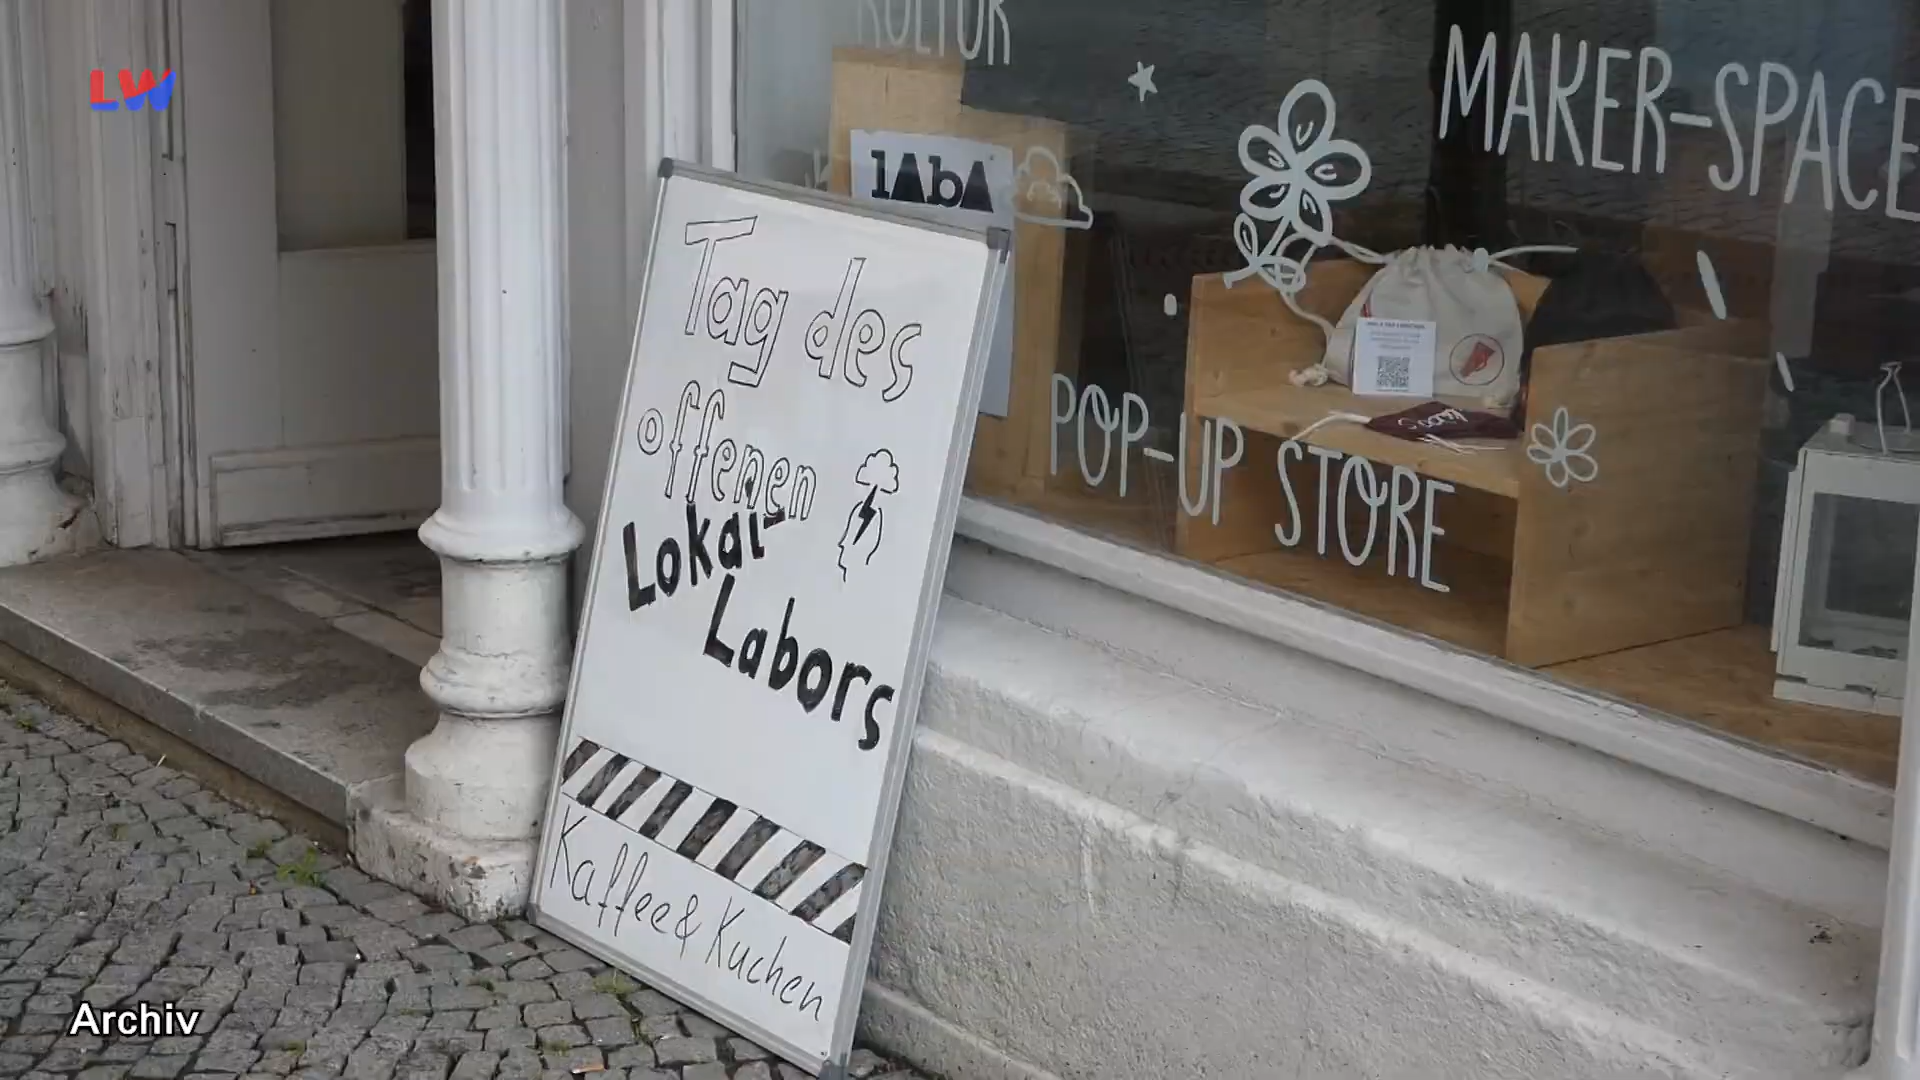 LW
KULTUR
MAKER-SPACE
lAbA
POP-UP STORE
Tag des
offenen
Lokal-
Labors
Kaffee & Kuchen
Archiv